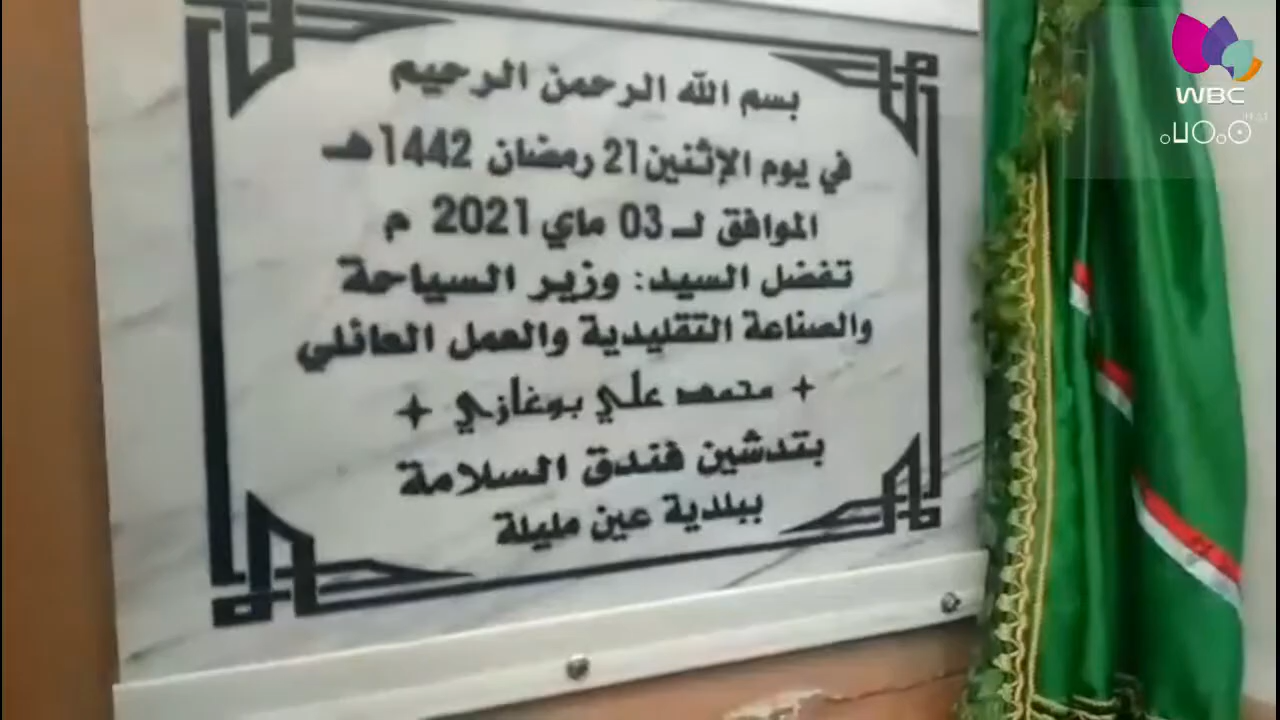 بسم الله الرحمن الرحيم
في يوم الإثنين 21 رمضان 1442هـ
الموافق لـ 03 ماي 2021 م
تفضل السيد: وزير السياحة
والصناعة التقليدية والعمل العائلي
+ محمد علي بوغازي +
بتدشين فندق السلامة
ببلدية عين مليلة
WBC
ⴰⵡⵔⴰⵙ